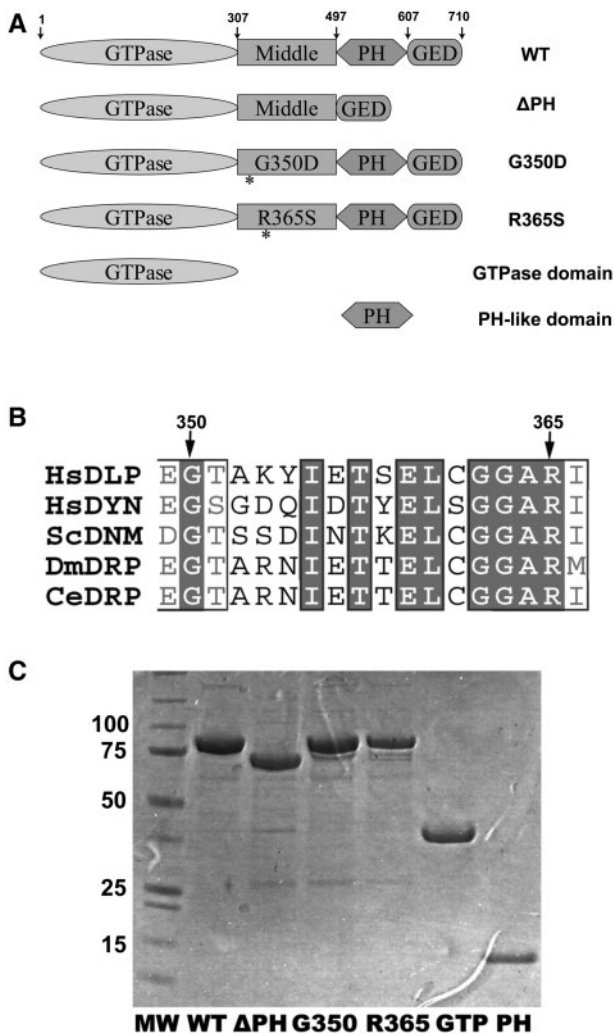 A
1 307 497 607 710
GTPase Middle PH GED WT
GTPase Middle GED ΔPH
GTPase G350D PH GED G350D
*
GTPase R365S PH GED R365S
*
GTPase GTPase domain
PH PH-like domain
B
350 365
HsDLP EGTAKYIETSELCGGARI
HsDYN EGSGDQIDTYELSGGARI
ScDNM DGTSSDINTKELCGGARI
DmDRP EGTARNIETTELCGGARM
CeDRP EGTARNIETTELCGGARI
C
100
75
50
25
15
MW WT ΔPH G350 R365 GTP PH